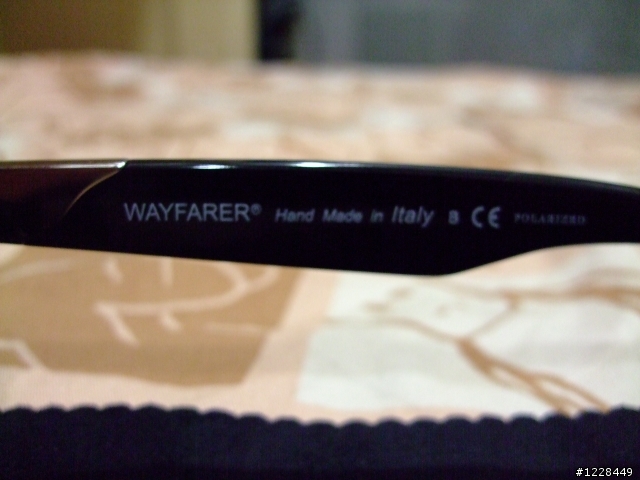 WAYFARER® Hand Made in Italy B CE POLARIZED
#1228449